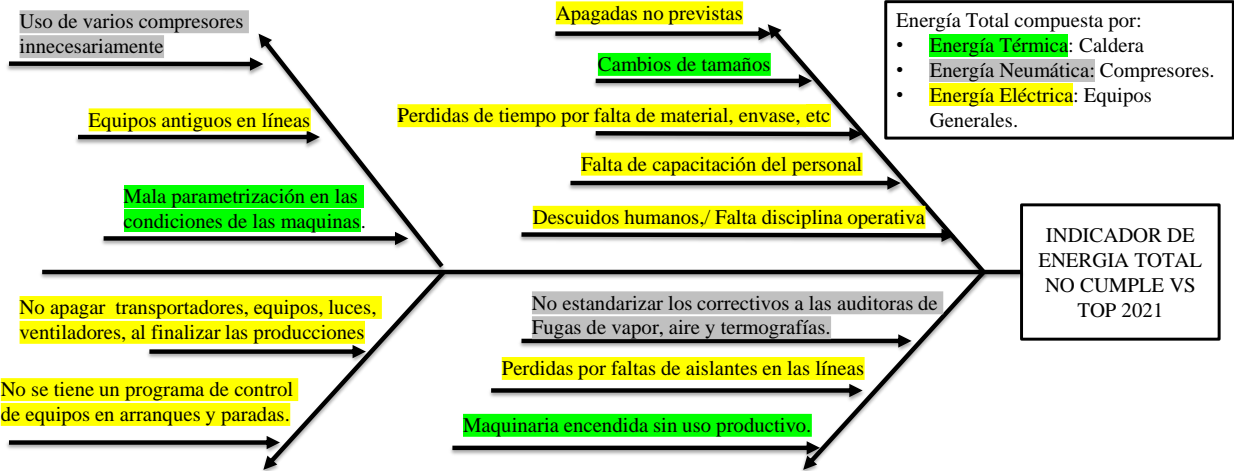 Uso de varios compresores
innecesariamente
Equipos antiguos en líneas
Mala parametrización en las
condiciones de las maquinas.
Apagadas no previstas
Cambios de tamaños
Perdidas de tiempo por falta de material, envase, etc
Falta de capacitación del personal
Descuidos humanos,/ Falta disciplina operativa
Energía Total compuesta por:
• Energía Térmica: Caldera
• Energía Neumática: Compresores.
• Energía Eléctrica: Equipos
Generales.
INDICADOR DE
ENERGIA TOTAL
NO CUMPLE VS
TOP 2021
No apagar transportadores, equipos, luces,
ventiladores, al finalizar las producciones
No se tiene un programa de control
de equipos en arranques y paradas.
No estandarizar los correctivos a las auditoras de
Fugas de vapor, aire y termografías.
Perdidas por faltas de aislantes en las líneas
Maquinaria encendida sin uso productivo.